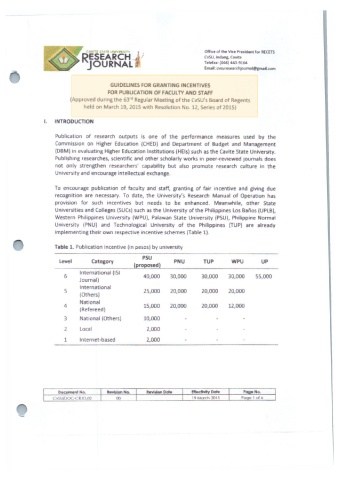 CAVITE STATE UNIVERSITY
RESEARCH
JOURNAL
Office of the Vice President for RECETS
CvSU, Indang, Cavite
Telefax: (046) 415 0104
Email: cvsuresearchjournal@gmail.com
GUIDELINES FOR GRANTING INCENTIVES
FOR PUBLICATION OF FACULTY AND STAFF
(Approved during the 63rd Regular Meeting of the CvSU's Board of Regents
held on March 19, 2015 with Resolution No. 12, Series of 2015)
I. INTRODUCTION
Publication of research outputs is one of the performance measures used by the
Commission on Higher Education (CHED) and Department of Budget and Management
(DBM) in evaluating Higher Education Institutions (HEIs) such as the Cavite State University.
Publishing researches, scientific and other scholarly works in peer-reviewed journals does
not only strengthen researchers' capability but also promote research culture in the
University and encourage intellectual exchange.
To encourage publication of faculty and staff, granting of fair incentive and giving due
recognition are necessary. To date, the University's Research Manual of Operation has
provision for such incentives but needs to be enhanced. Meanwhile, other State
Universities and Colleges (SUCs) such as the University of the Philippines Los Baños (UPLB),
Western Philippines University (WPU), Palawan State University (PSU), Philippine Normal
University (PNU) and Technological University of the Philippines (TUP) are already
implementing their own respective incentive schemes (Table 1).
Table 1. Publication incentive (in pesos) by university
Level Category PSU (proposed) PNU TUP WPU UP
6 International (ISI Journal) 40,000 30,000 30,000 30,000 55,000
5 International (Others) 25,000 20,000 20,000 20,000
4 National (Refereed) 15,000 20,000 20,000 12,000
3 National (Others) 10,000 - - -
2 Local 2,000 - - -
1 Internet-based 2,000 - - -
Document No. Revision No. Revision Date Effectivity Date Page No.
00 19 March 2015 Page 1 of 6